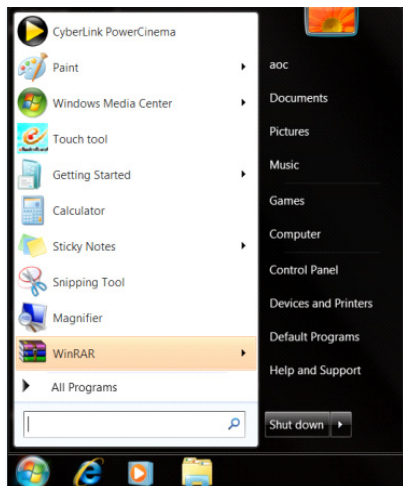 CyberLink PowerCinema
Paint
Windows Media Center
Touch tool
Getting Started
Calculator
Sticky Notes
Snipping Tool
Magnifier
WinRAR
All Programs
aoc
Documents
Pictures
Music
Games
Computer
Control Panel
Devices and Printers
Default Programs
Help and Support
Shut down